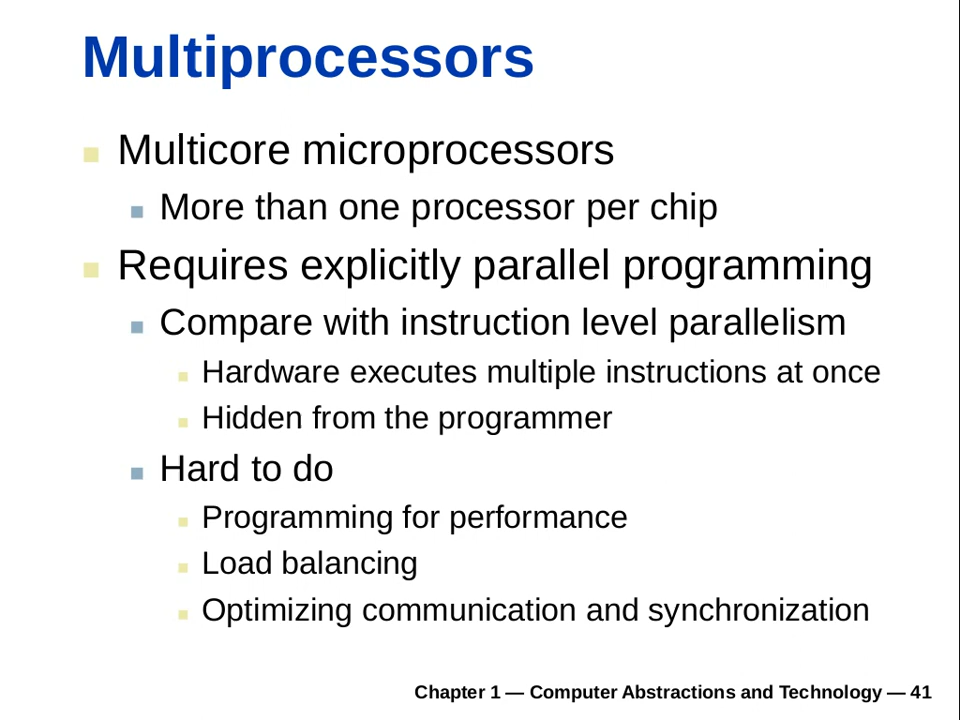 Multiprocessors
Multicore microprocessors
More than one processor per chip
Requires explicitly parallel programming
Compare with instruction level parallelism
Hardware executes multiple instructions at once
Hidden from the programmer
Hard to do
Programming for performance
Load balancing
Optimizing communication and synchronization
Chapter 1 — Computer Abstractions and Technology — 41